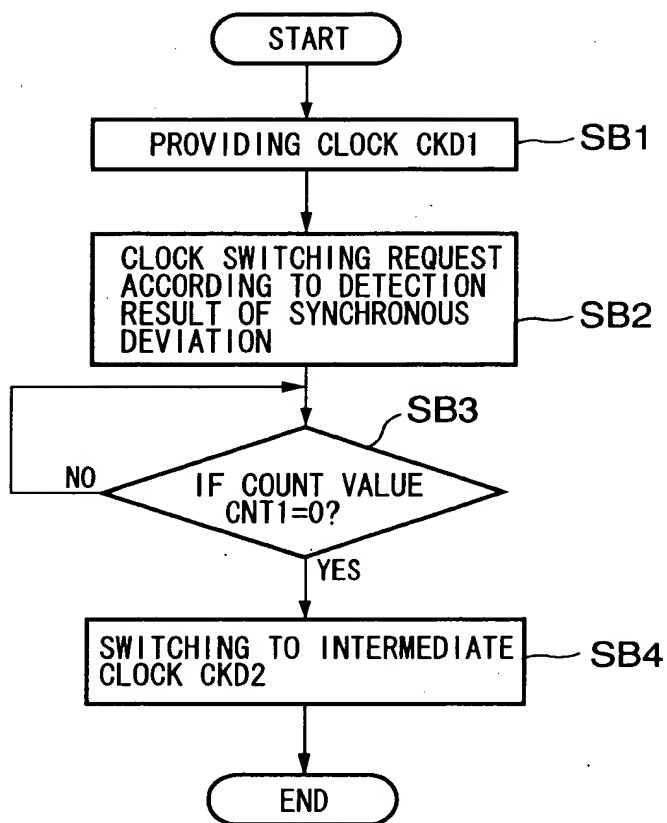 START
PROVIDING CLOCK CKD1
SB1
CLOCK SWITCHING REQUEST
ACCORDING TO DETECTION
RESULT OF SYNCHRONOUS
DEVIATION
SB2
SB3
NO
IF COUNT VALUE
CNT1=0?
YES
SWITCHING TO INTERMEDIATE
CLOCK CKD2
SB4
END